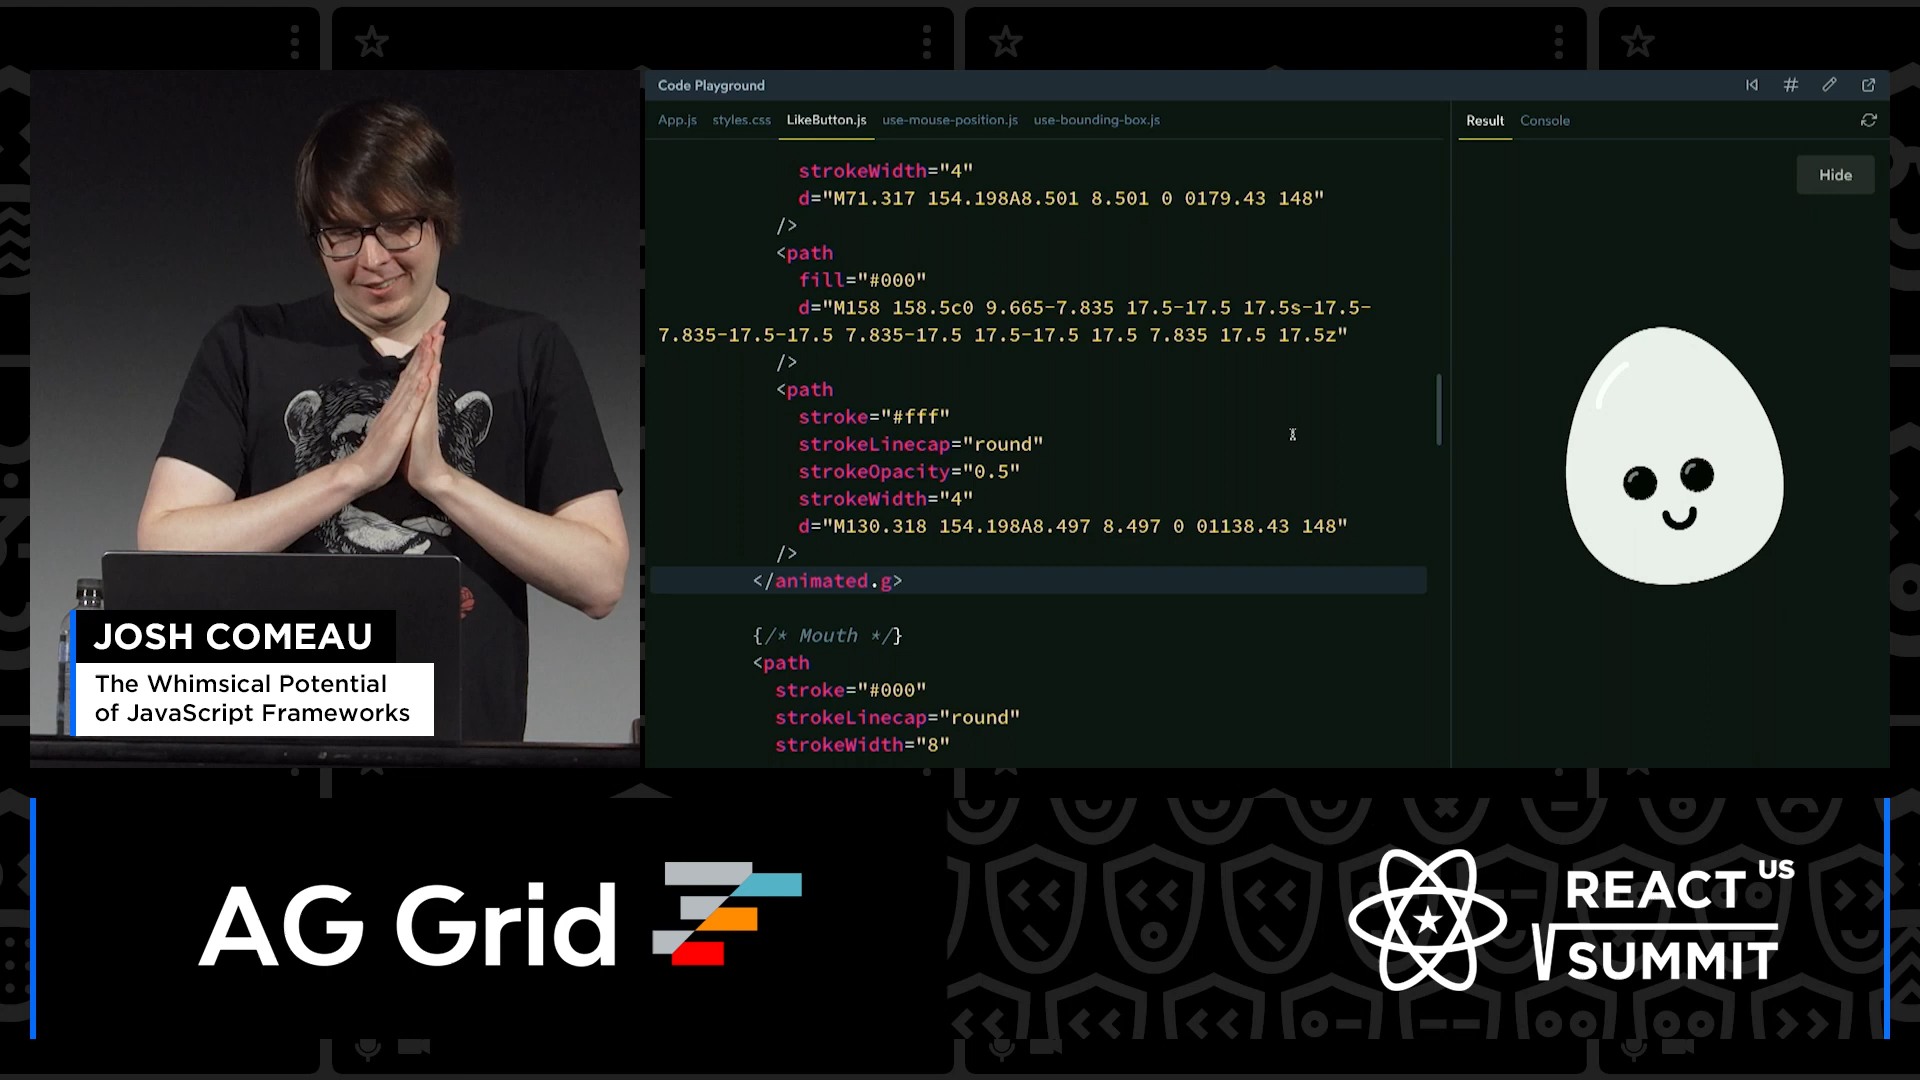 Code Playground
App.js styles.css LikeButton.js use-mouse-position.js use-bounding-box.js
Result Console
Hide
strokeWidth="4"
d="M71.317 154.198A8.501 8.501 0 0179.43 148"
/>
<path
fill="#000"
d="M158 158.5c0 9.665-7.835 17.5-17.5 17.5s-17.5-
7.835-17.5-17.5 7.835-17.5 17.5-17.5 17.5 7.835 17.5 17.5z"
/>
<path
stroke="#fff"
strokeLinecap="round"
strokeOpacity="0.5"
strokeWidth="4"
d="M130.318 154.198A8.497 8.497 0 01138.43 148"
/>
</animated.g>
{/* Mouth */}
<path
stroke="#000"
strokeLinecap="round"
strokeWidth="8"
JOSH COMEAU
The Whimsical Potential
of JavaScript Frameworks
AG Grid
REACT US
SUMMIT